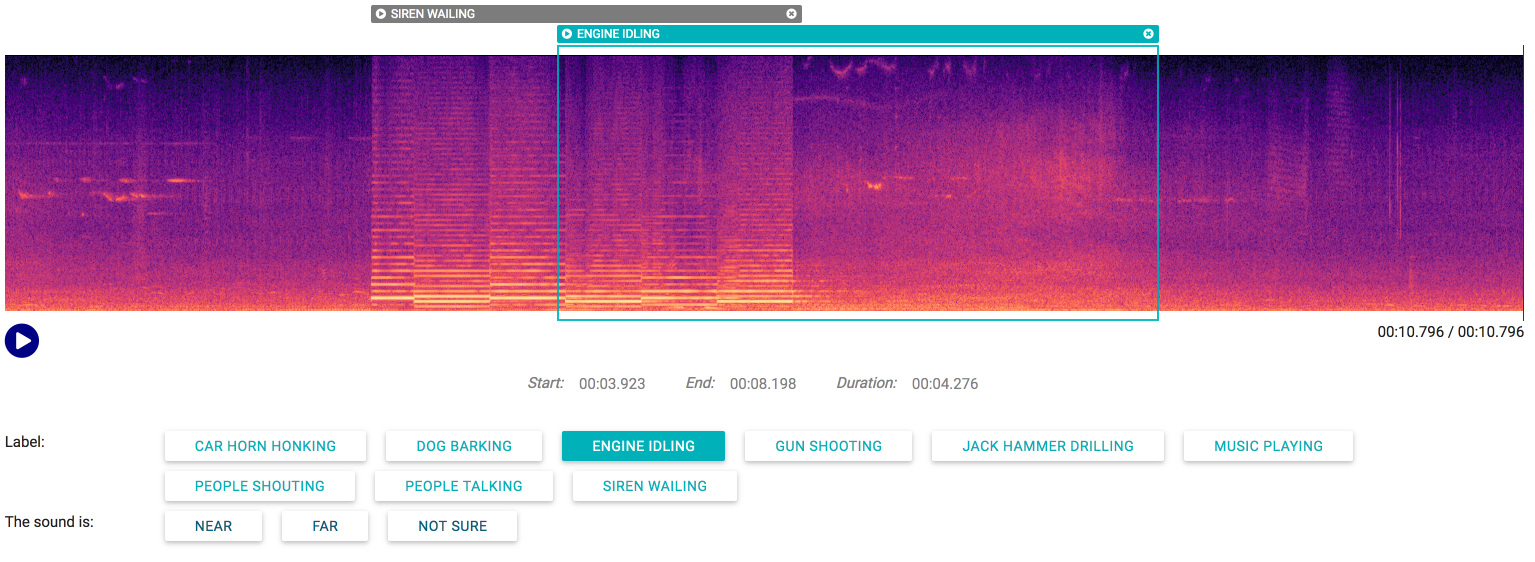 SIREN WAILING
ENGINE IDLING
00:10.796 / 00:10.796
Start: 00:03.923 End: 00:08.198 Duration: 00:04.276
Label: CAR HORN HONKING DOG BARKING ENGINE IDLING GUN SHOOTING JACK HAMMER DRILLING MUSIC PLAYING
PEOPLE SHOUTING PEOPLE TALKING SIREN WAILING
The sound is: NEAR FAR NOT SURE